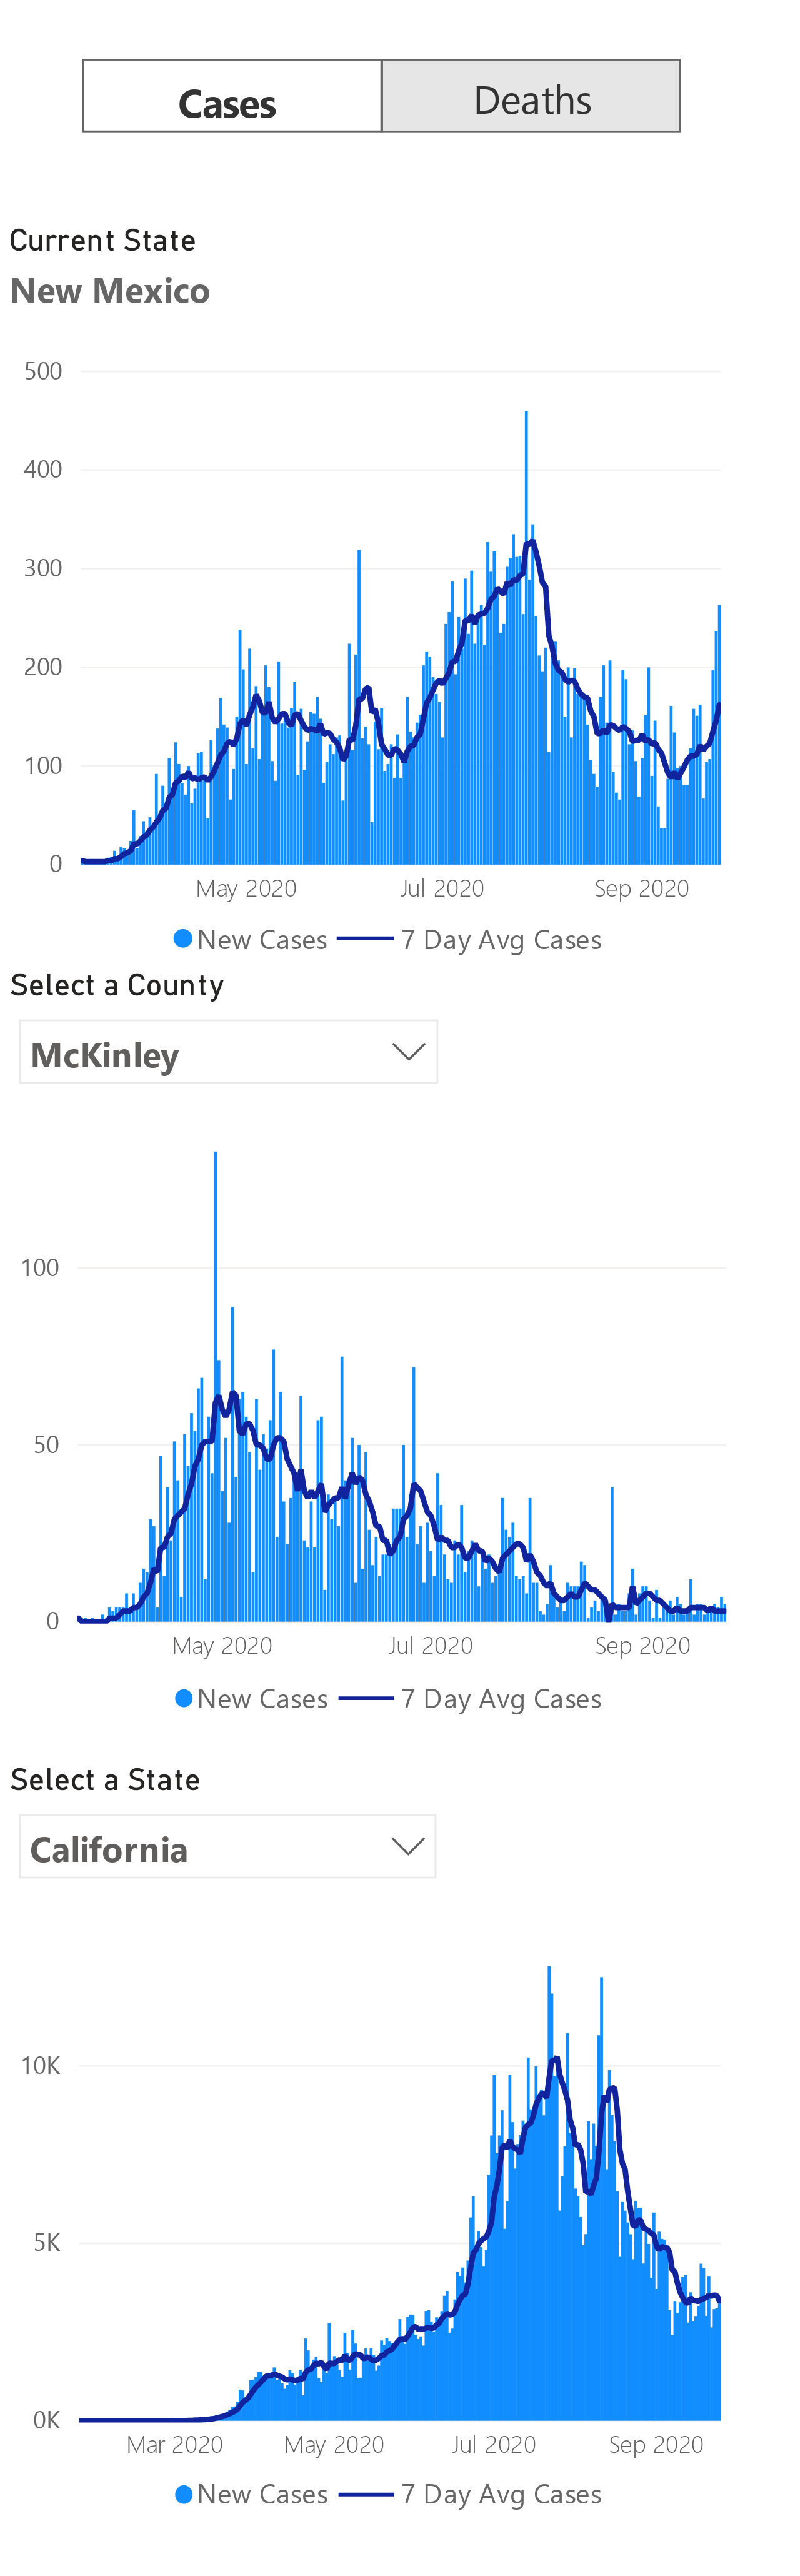 Cases Deaths
Current State
New Mexico
500
400
300
200
100
0
May 2020 Jul 2020 Sep 2020
New Cases 7 Day Avg Cases
Select a County
McKinley
100
50
0
May 2020 Jul 2020 Sep 2020
New Cases 7 Day Avg Cases
Select a State
California
10K
5K
0K
Mar 2020 May 2020 Jul 2020 Sep 2020
New Cases 7 Day Avg Cases